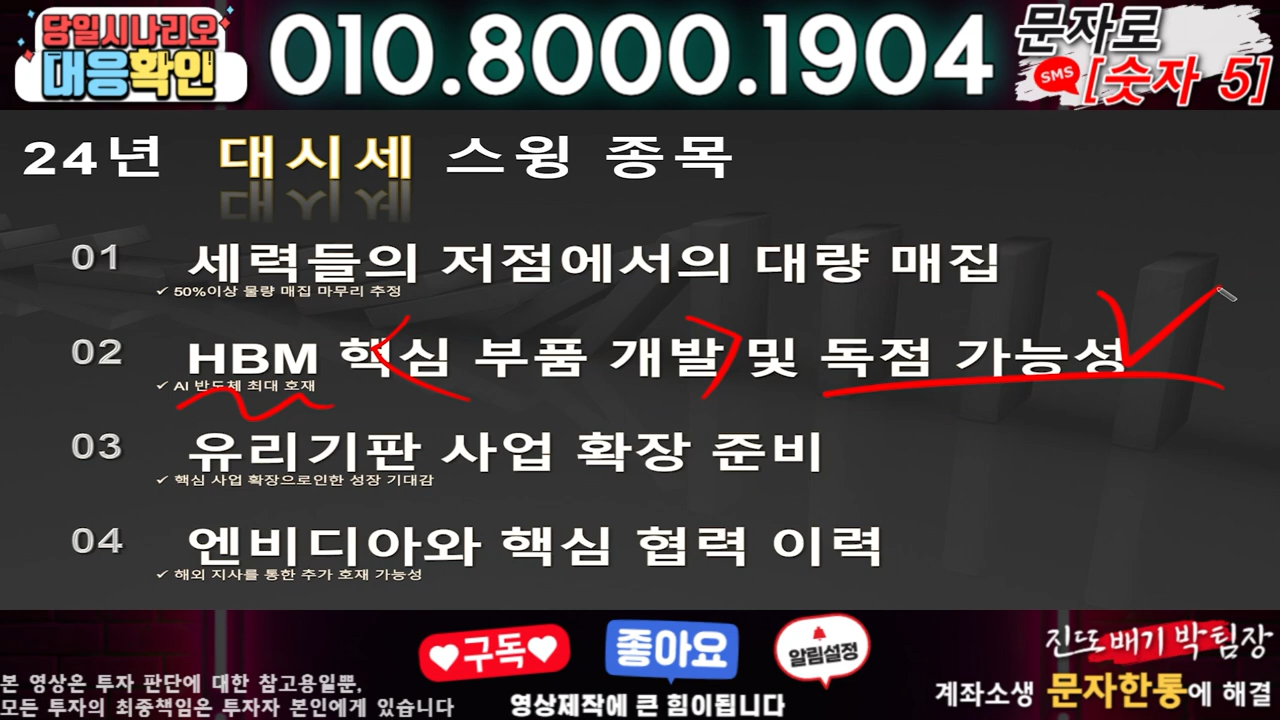 당일시나리오
대응확인
010.8000.1904
문자로
SMS
[숫자 5]
24년 대시세 스윙 종목
01 세력들의 저점에서의 대량 매집
✓ 50%이상 물량 매집 마무리 추정
02 HBM 핵심 부품 개발 및 독점 가능성
✓ AI 반도체 최대 호재
03 유리기판 사업 확장 준비
✓ 핵심 사업 확장으로인한 성장 기대감
04 엔비디아와 핵심 협력 이력
✓ 해외 지사를 통한 추가 호재 가능성
구독
좋아요
알림설정
영상제작에 큰 힘이됩니다
본 영상은 투자 판단에 대한 참고용일뿐,
모든 투자의 최종책임은 투자자 본인에게 있습니다
진또배기 박팀장
계좌소생 문자한통에 해결